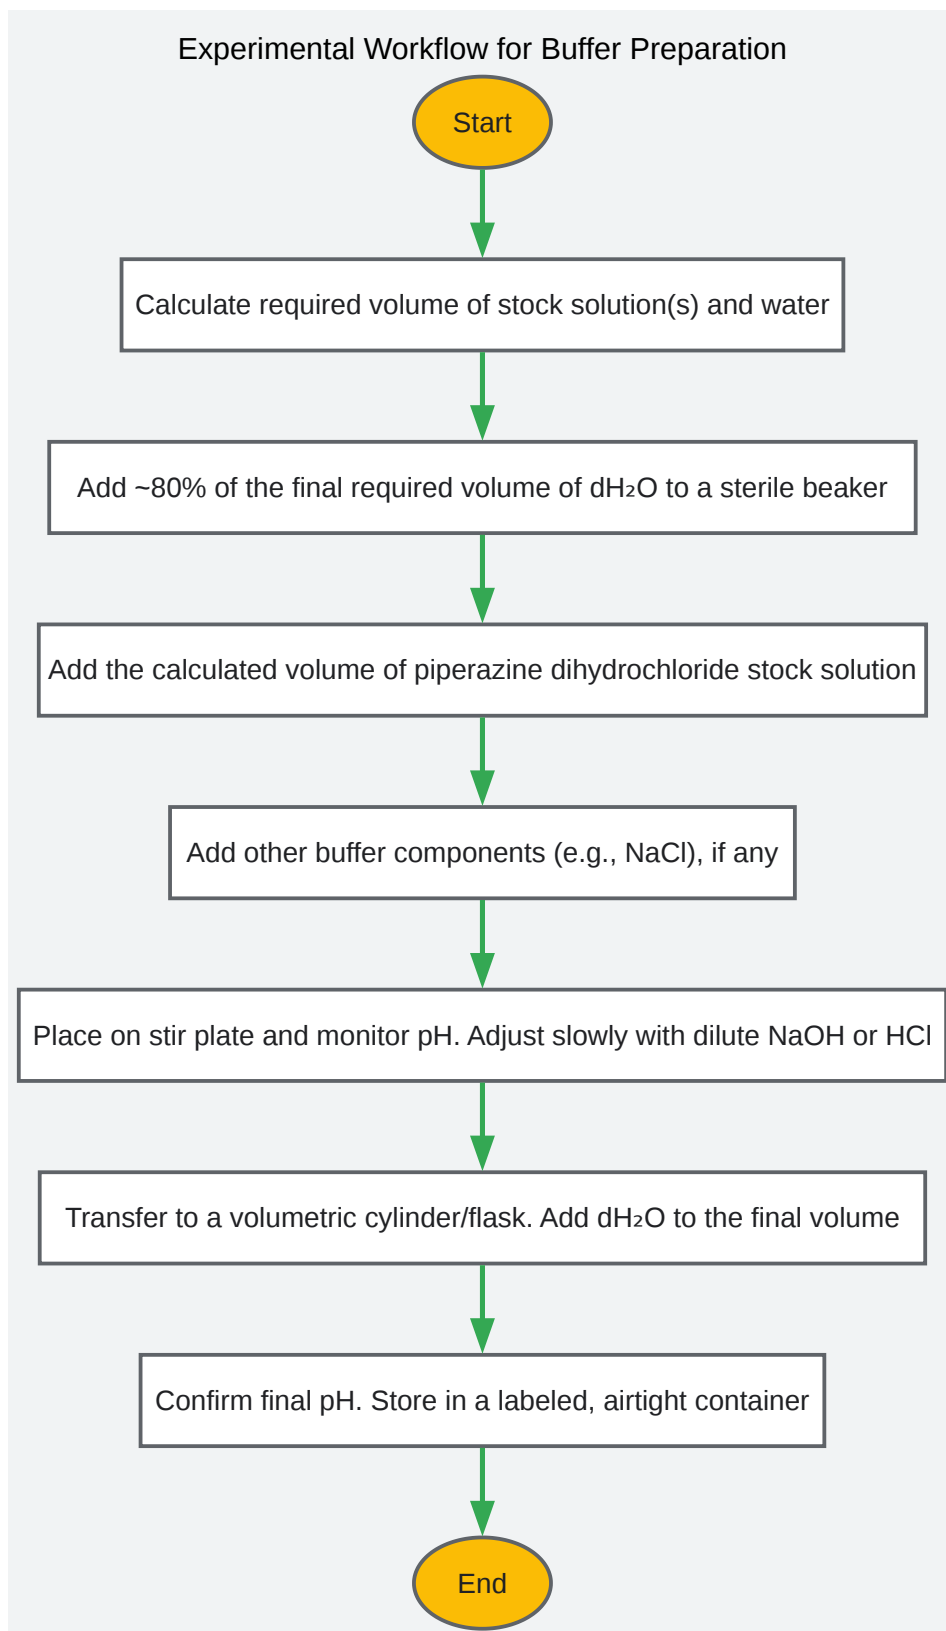 Experimental Workflow for Buffer Preparation
Start
Calculate required volume of stock solution(s) and water
Add ~80% of the final required volume of dH₂O to a sterile beaker
Add the calculated volume of piperazine dihydrochloride stock solution
Add other buffer components (e.g., NaCl), if any
Place on stir plate and monitor pH. Adjust slowly with dilute NaOH or HCl
Transfer to a volumetric cylinder/flask. Add dH₂O to the final volume
Confirm final pH. Store in a labeled, airtight container
End